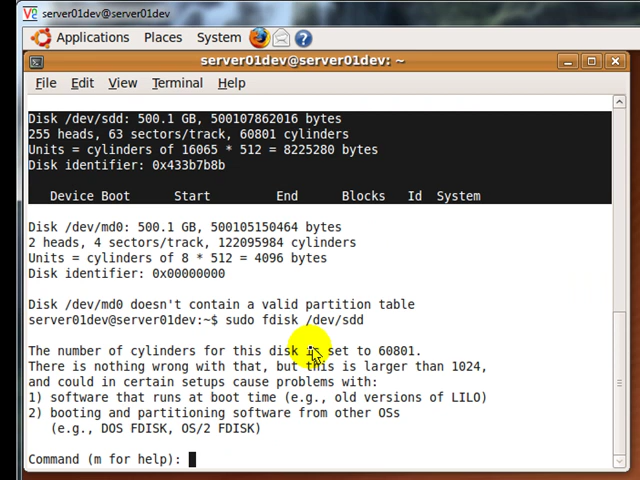 server01dev@server01dev
Applications Places System
server01dev@server01dev: ~
File Edit View Terminal Help
Disk /dev/sdd: 500.1 GB, 500107862016 bytes
255 heads, 63 sectors/track, 60801 cylinders
Units = cylinders of 16065 * 512 = 8225280 bytes
Disk identifier: 0x433b7b8b
Device Boot Start End Blocks Id System
Disk /dev/md0: 500.1 GB, 500105150464 bytes
2 heads, 4 sectors/track, 122095984 cylinders
Units = cylinders of 8 * 512 = 4096 bytes
Disk identifier: 0x00000000
Disk /dev/md0 doesn't contain a valid partition table
server01dev@server01dev:~$ sudo fdisk /dev/sdd
The number of cylinders for this disk is set to 60801.
There is nothing wrong with that, but this is larger than 1024,
and could in certain setups cause problems with:
1) software that runs at boot time (e.g., old versions of LILO)
2) booting and partitioning software from other OSs
(e.g., DOS FDISK, OS/2 FDISK)
Command (m for help):